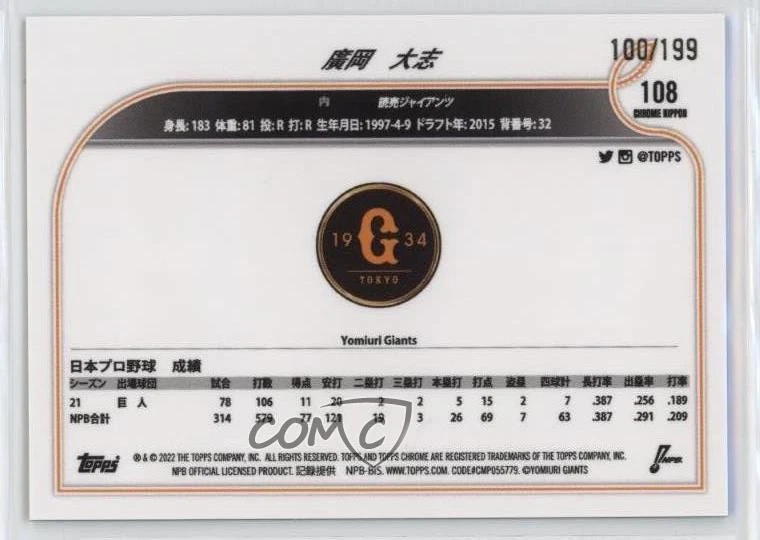 廣岡 大志
100/199
108
CHROME NIPPON
内 読売ジャイアンツ
身長: 183 体重: 81 投: R 打: R 生年月日: 1997-4-9 ドラフト年: 2015 背番号: 32
@TOPPS
19 G 34
TOKYO
Yomiuri Giants
日本プロ野球 成績
シーズン 出場球団 試合 打数 得点 安打 二塁打 三塁打 本塁打 打点 盗塁 四球計 長打率 出塁率 打率
21 巨人 78 106 11 20 2 2 5 15 2 7 .387 .256 .189
NPB合計 314 579 77 121 19 3 26 69 7 63 .387 .291 .209
COMC
topps
® & © 2022 THE TOPPS COMPANY, INC. ALL RIGHTS RESERVED. TOPPS AND TOPPS CHROME ARE REGISTERED TRADEMARKS OF THE TOPPS COMPANY, INC.
NPB OFFICIAL LICENSED PRODUCT. 記録提供 NPB-BIS. WWW.TOPPS.COM. CODE#CMP055779. ©YOMIURI GIANTS
NPB